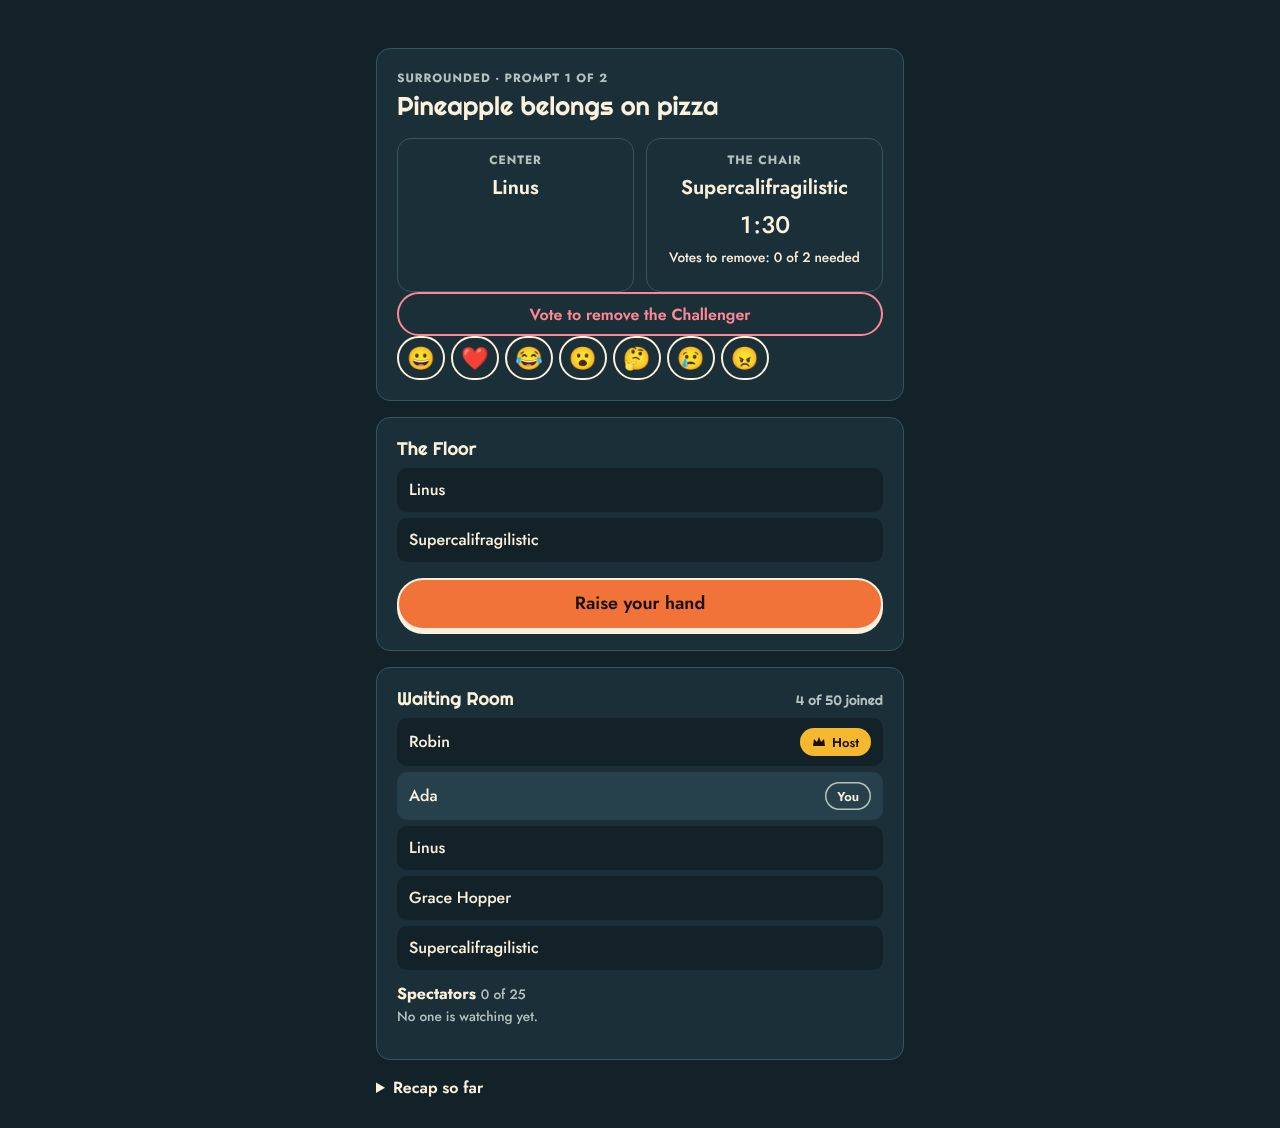 SURROUNDED · PROMPT 1 OF 2
Pineapple belongs on pizza
CENTER
Linus
THE CHAIR
Supercalifragilistic
1:30
Votes to remove: 0 of 2 needed
Vote to remove the Challenger
The Floor
Linus
Supercalifragilistic
Raise your hand
Waiting Room
4 of 50 joined
Robin
Host
Ada
You
Linus
Grace Hopper
Supercalifragilistic
Spectators 0 of 25
No one is watching yet.
Recap so far